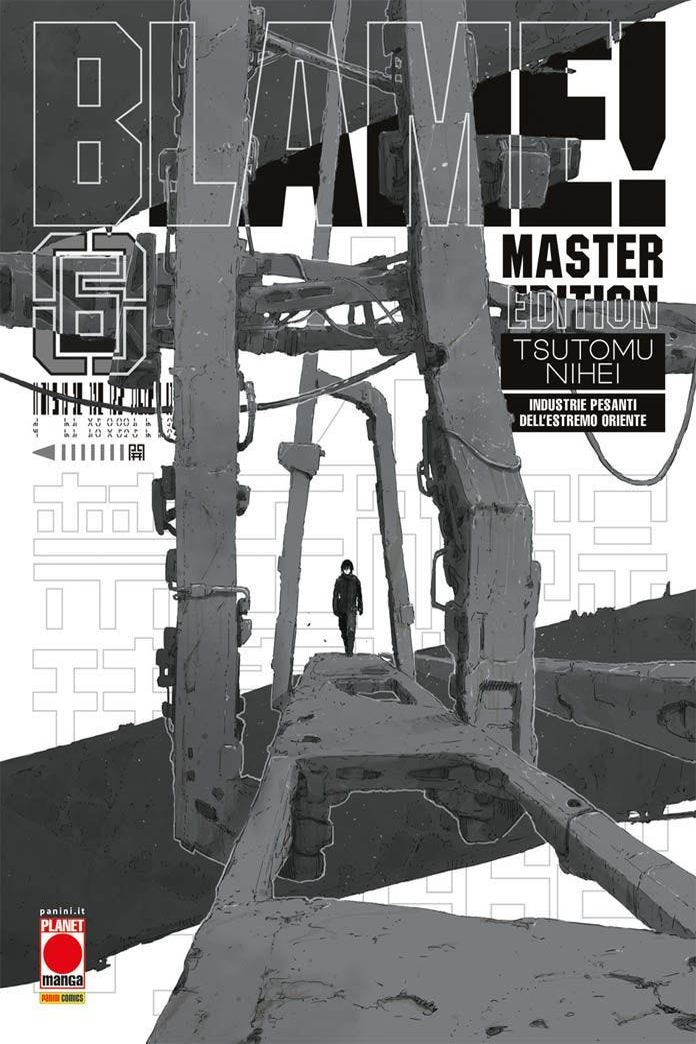 BLAME!
6
MASTER
EDITION
TSUTOMU
NIHEI
INDUSTRIE PESANTI
DELL'ESTREMO ORIENTE
panini.it
PLANET
manga
PANINI COMICS